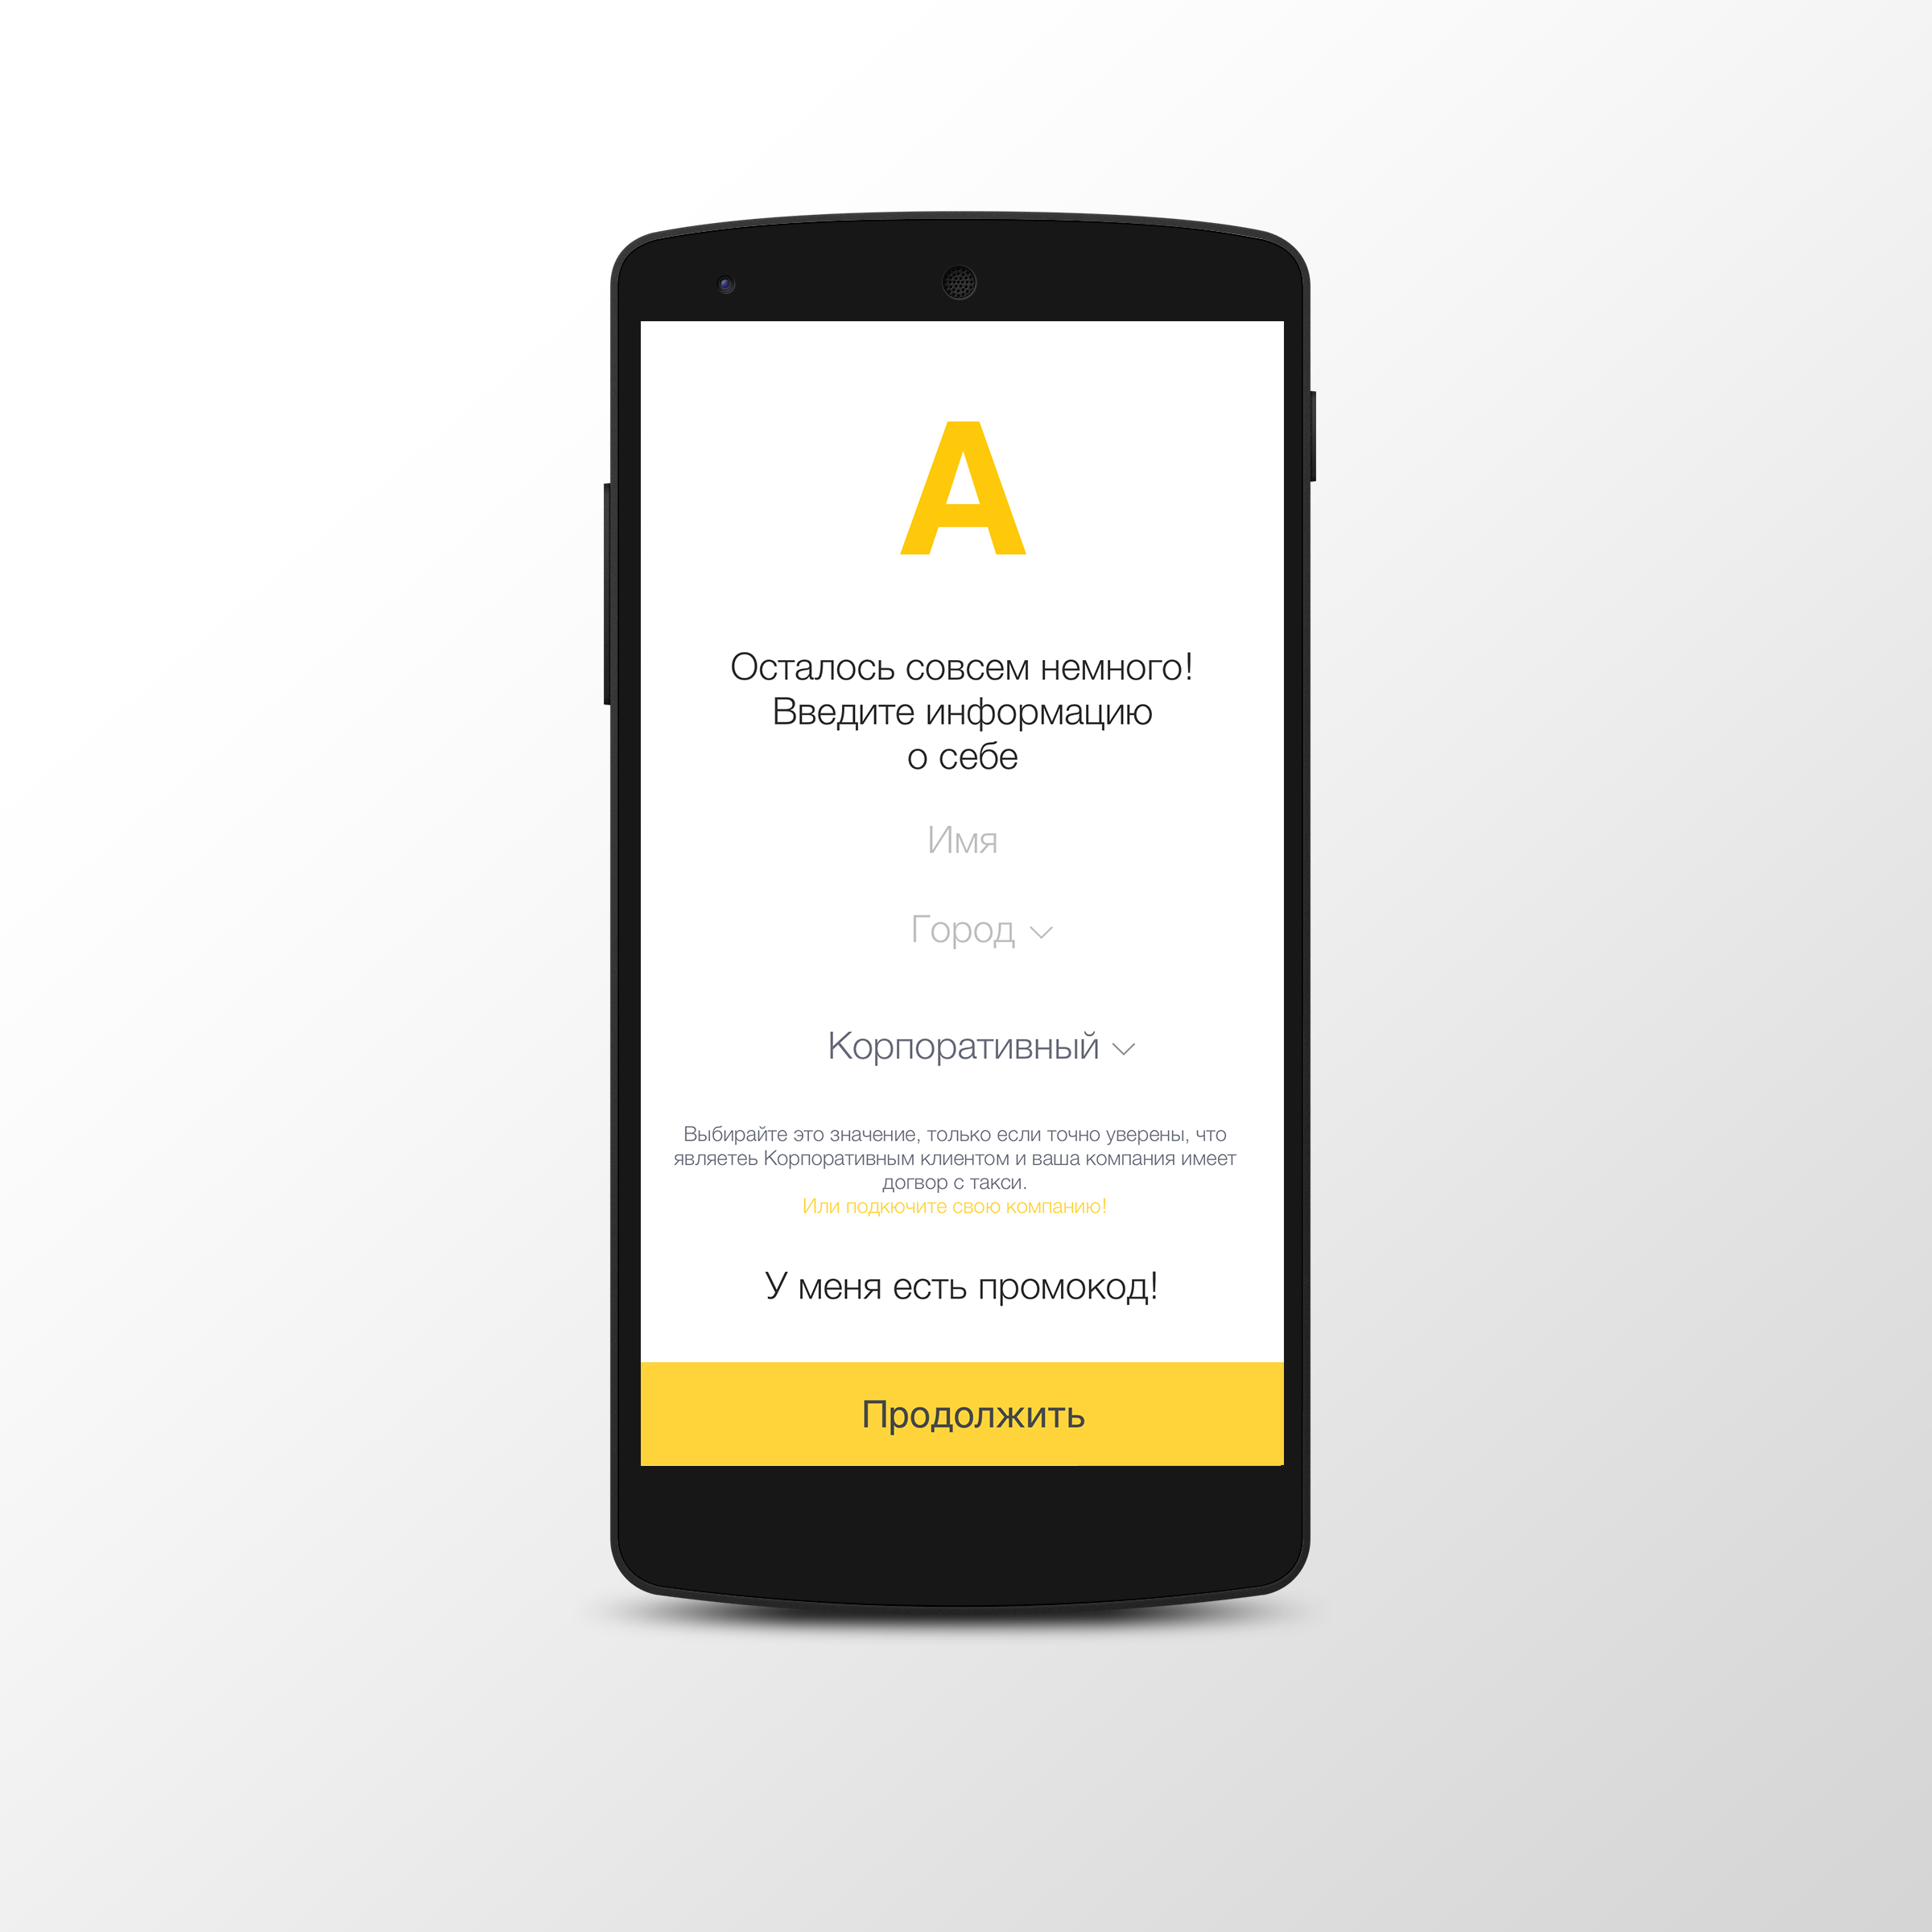 A
Осталось совсем немного!
Введите информацию
о себе
Имя
Город
Корпоративный
Выбирайте это значение, только если точно уверены, что
являетеь Корпоративным клиентом и ваша компания имеет
догвор с такси.
Или подкючите свою компанию!
У меня есть промокод!
Продолжить